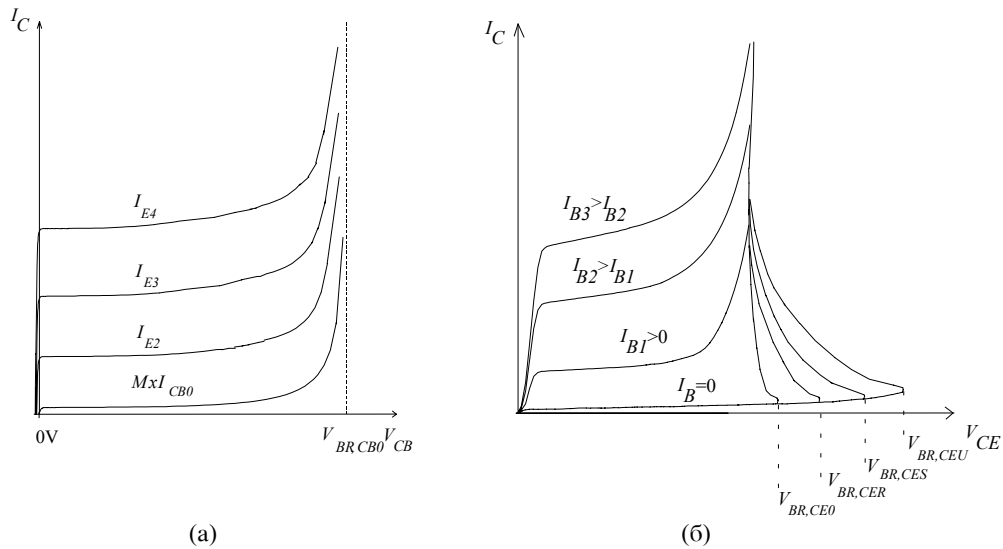 I_C
I_E4
I_E3
I_E2
MxI_CB0
0V
V_BR,CB0 V_CB
(а)
I_C
I_B3>I_B2
I_B2>I_B1
I_B1>0
I_B=0
V_CE
V_BR,CEU
V_BR,CES
V_BR,CER
V_BR,CE0
(б)